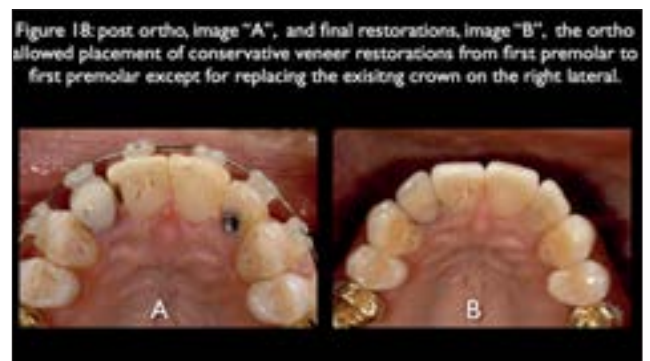 Figure 18: post ortho, image "A", and final restorations, image "B", the ortho
allowed placement of conservative veneer restorations from first premolar to
first premolar except for replacing the exisitng crown on the right lateral.
A
B